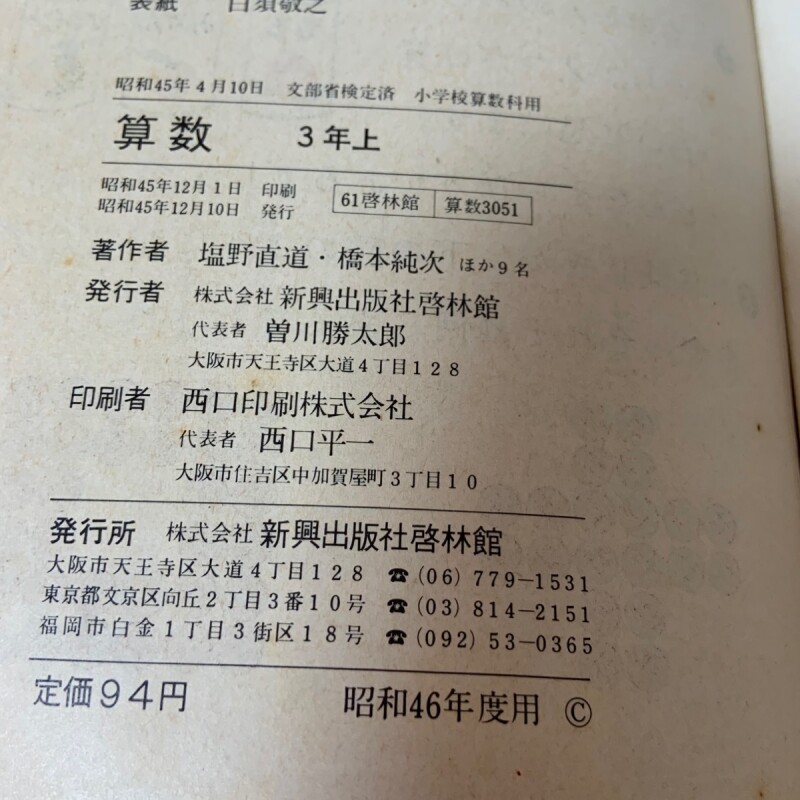 表紙 白須敬之
昭和45年4月10日 文部省検定済 小学校算数科用
算数 3年上
昭和45年12月1日 印刷
昭和45年12月10日 発行
61啓林館 算数3051
著作者 塩野直道・橋本純次 ほか9名
発行者 株式会社 新興出版社啓林館
代表者 曽川勝太郎
大阪市天王寺区大道4丁目128
印刷者 西口印刷株式会社
代表者 西口平一
大阪市住吉区中加賀屋町3丁目10
発行所 株式会社 新興出版社啓林館
大阪市天王寺区大道4丁目128 ☎(06)779-1531
東京都文京区向丘2丁目3番10号 ☎(03)814-2151
福岡市白金1丁目3街区18号 ☎(092)53-0365
定価94円 昭和46年度用 ©